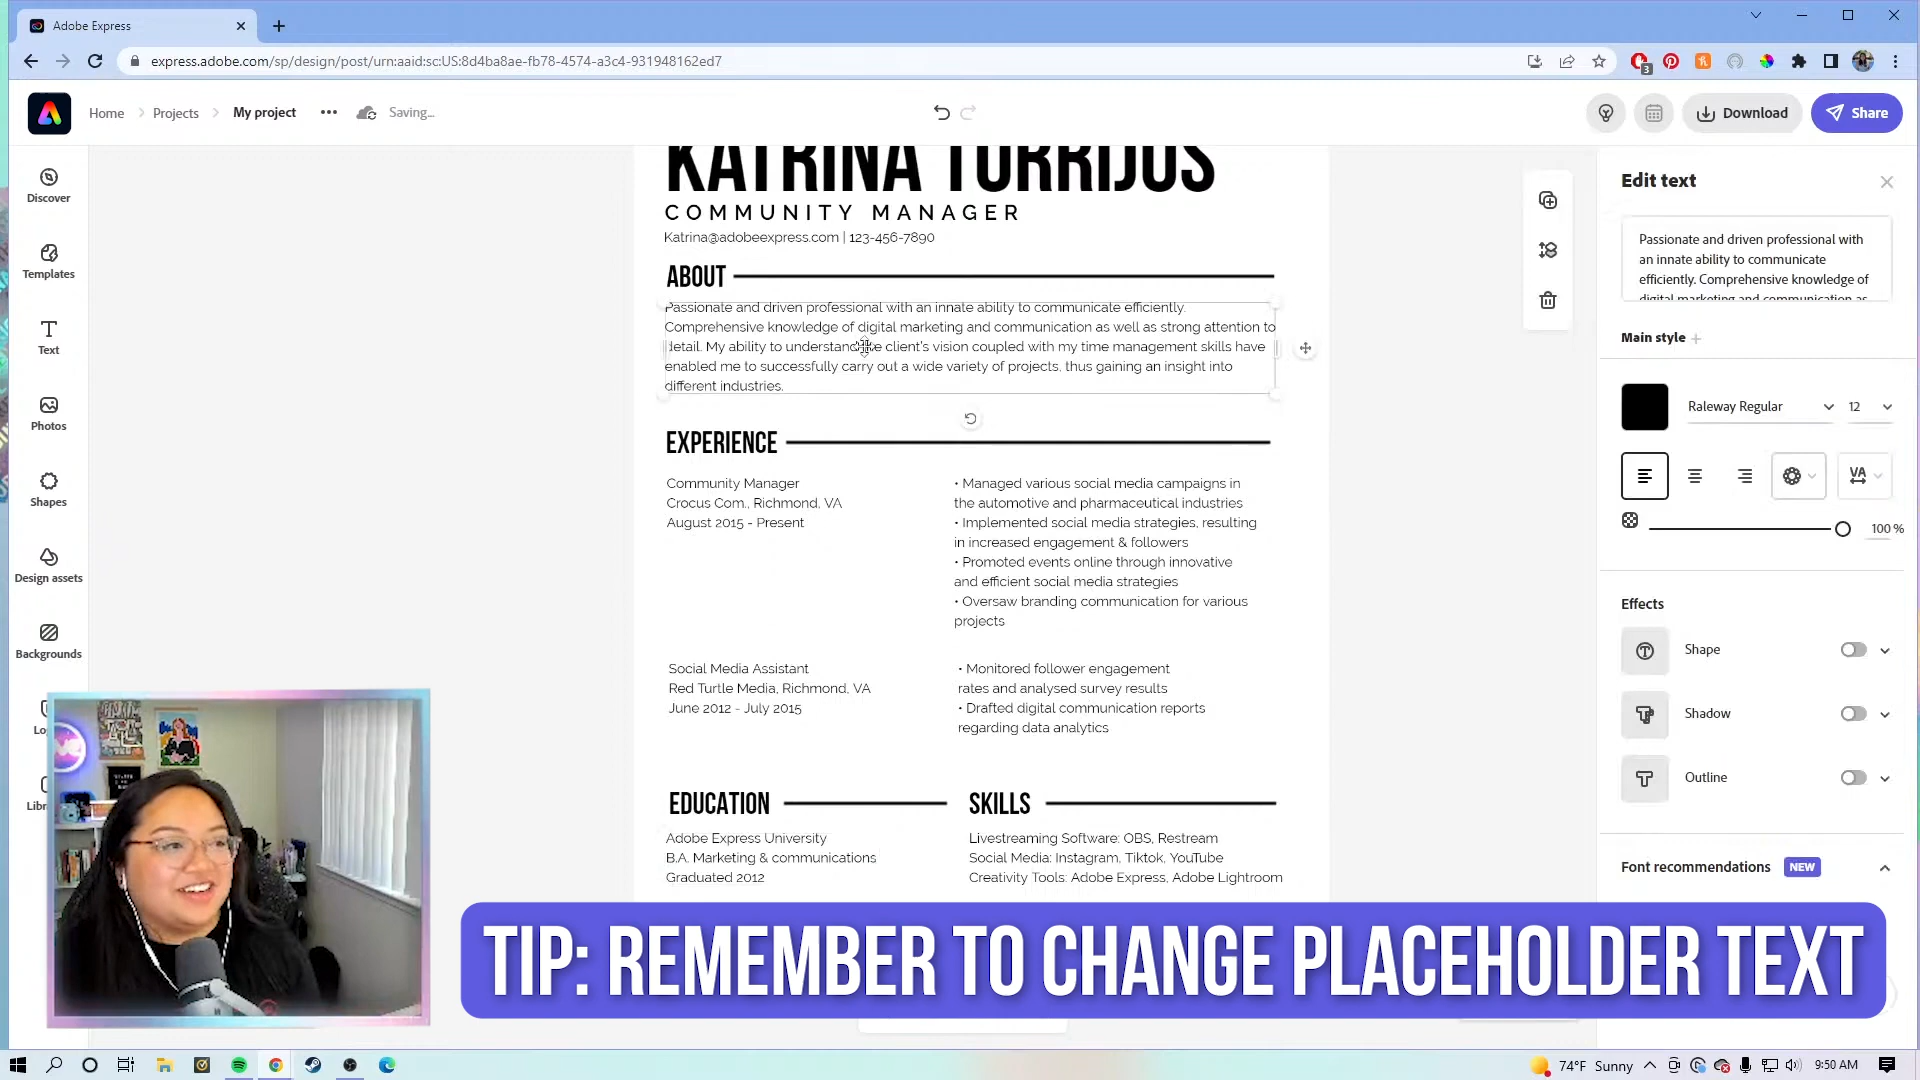 Adobe Express
express.adobe.com/sp/design/post/urn:aaid:sc:US:8d4ba8ae-fb78-4574-a3c4-931948162ed7
3
Home
Projects
My project
Saving...
Download
Share
Discover
Templates
Text
Photos
Shapes
Design assets
Backgrounds
KATRINA TORRIJOS
COMMUNITY MANAGER
Katrina@adobeexpress.com | 123-456-7890
ABOUT
Passionate and driven professional with an innate ability to communicate efficiently.
Comprehensive knowledge of digital marketing and communication as well as strong attention to
detail. My ability to understand client's vision coupled with my time management skills have
enabled me to successfully carry out a wide variety of projects, thus gaining an insight into
different industries.
EXPERIENCE
Community Manager
Crocus Com., Richmond, VA
August 2015 - Present
• Managed various social media campaigns in
the automotive and pharmaceutical industries
• Implemented social media strategies, resulting
in increased engagement & followers
• Promoted events online through innovative
and efficient social media strategies
• Oversaw branding communication for various
projects
Social Media Assistant
Red Turtle Media, Richmond, VA
June 2012 - July 2015
• Monitored follower engagement
rates and analysed survey results
• Drafted digital communication reports
regarding data analytics
EDUCATION
Adobe Express University
B.A. Marketing & communications
Graduated 2012
SKILLS
Livestreaming Software: OBS, Restream
Social Media: Instagram, Tiktok, YouTube
Creativity Tools: Adobe Express, Adobe Lightroom
Edit text
Passionate and driven professional with
an innate ability to communicate
efficiently. Comprehensive knowledge of
digital marketing and communication as
Main style
Raleway Regular
12
VA
100 %
Effects
Shape
Shadow
Outline
Font recommendations
NEW
TIP: REMEMBER TO CHANGE PLACEHOLDER TEXT
74°F Sunny
9:50 AM